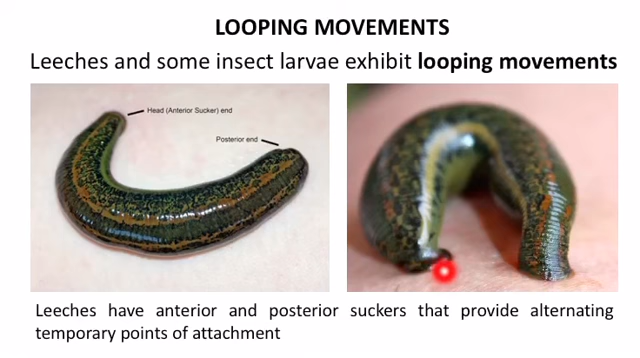 LOOPING MOVEMENTS
Leeches and some insect larvae exhibit looping movements
Head (Anterior Sucker) end
Posterior end
Leeches have anterior and posterior suckers that provide alternating
temporary points of attachment